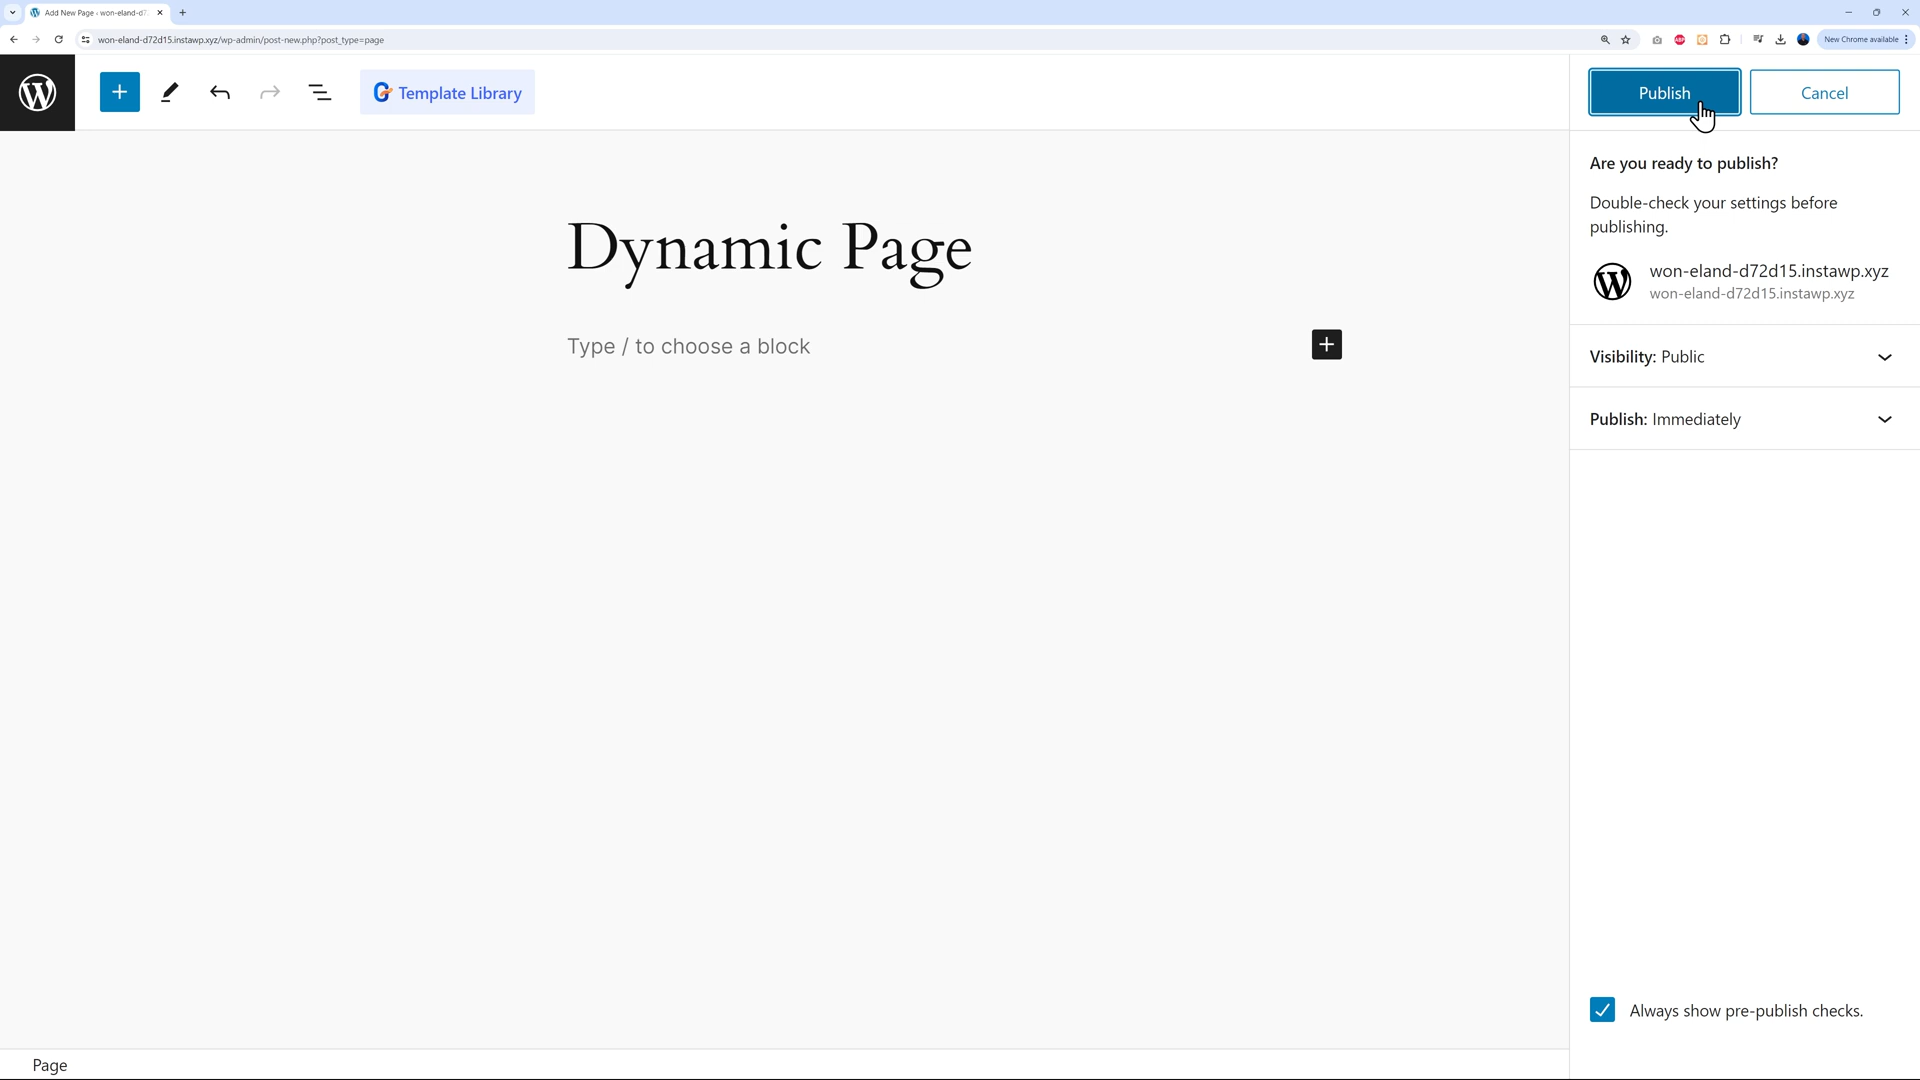 Add New Page ‹ won-eland-d7
New Chrome available
won-eland-d72d15.instawp.xyz/wp-admin/post-new.php?post_type=page
ABP
Template Library
Publish
Cancel
Are you ready to publish?
Double-check your settings before
publishing.
won-eland-d72d15.instawp.xyz
won-eland-d72d15.instawp.xyz
Dynamic Page
Type / to choose a block
Visibility: Public
Publish: Immediately
Always show pre-publish checks.
Page